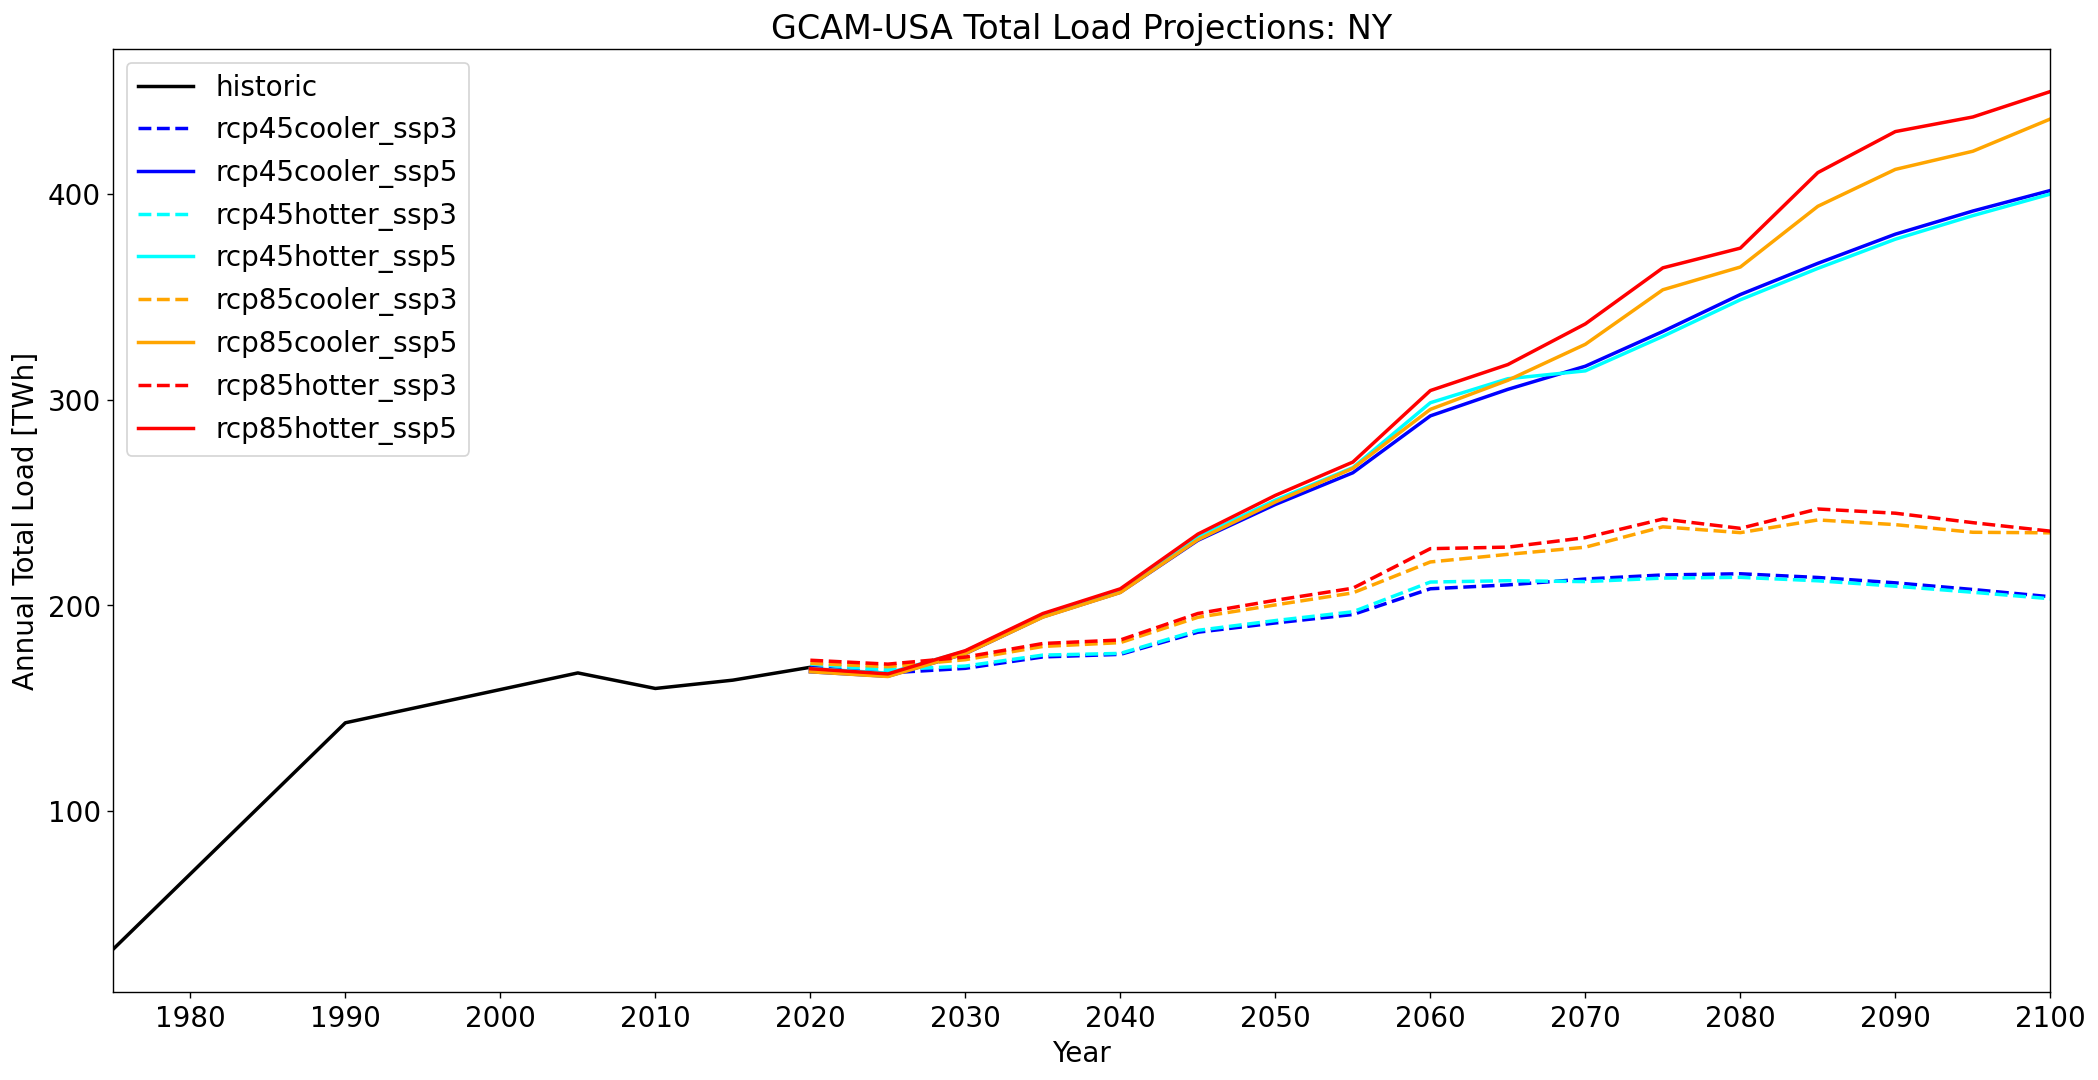 GCAM-USA Total Load Projections: NY
historic
rcp45cooler_ssp3
rcp45cooler_ssp5
rcp45hotter_ssp3
rcp45hotter_ssp5
rcp85cooler_ssp3
rcp85cooler_ssp5
rcp85hotter_ssp3
rcp85hotter_ssp5
Annual Total Load [TWh]
400
300
200
100
1980 1990 2000 2010 2020 2030 2040 2050 2060 2070 2080 2090 2100
Year